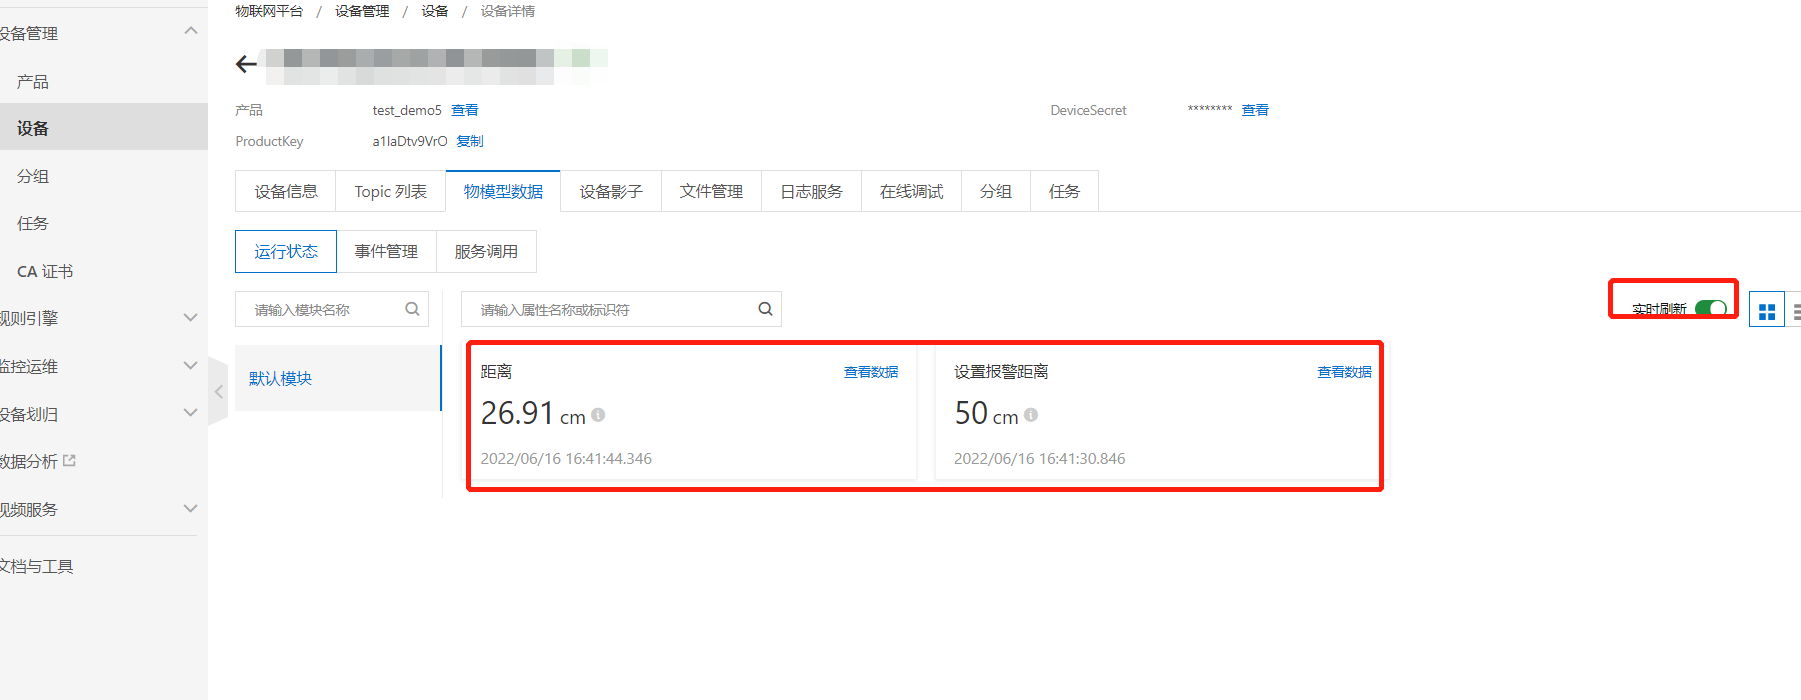 物联网平台 / 设备管理 / 设备 / 设备详情
设备管理
产品
设备
分组
任务
CA 证书
规则引擎
监控运维
设备划归
数据分析
视频服务
文档与工具
产品 test_demo5 查看
DeviceSecret ******** 查看
ProductKey a1IaDtv9VrO 复制
设备信息 Topic 列表 物模型数据 设备影子 文件管理 日志服务 在线调试 分组 任务
运行状态 事件管理 服务调用
请输入模块名称 请输入属性名称或标识符 实时刷新
默认模块
距离 查看数据
26.91 cm
2022/06/16 16:41:44.346
设置报警距离 查看数据
50 cm
2022/06/16 16:41:30.846